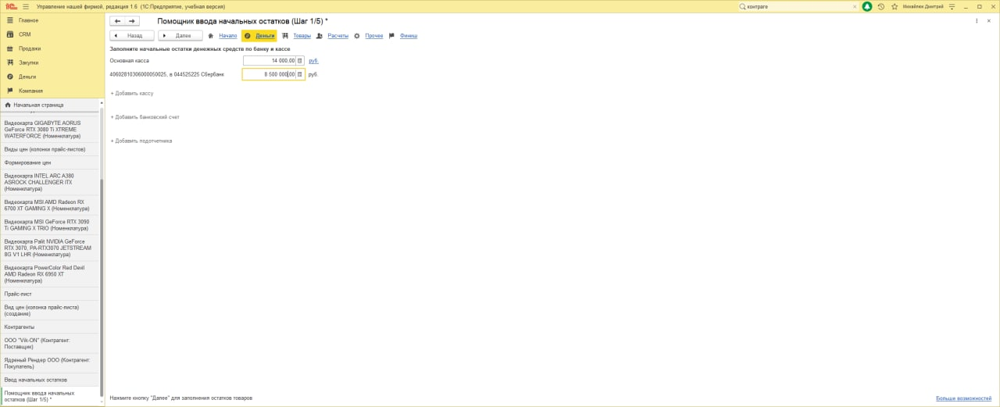 1С Управление нашей фирмой, редакция 1.6 (1С:Предприятие, учебная версия)
контраге
Михайлюк Дмитрий
Главное
CRM
Продажи
Закупки
Деньги
Компания
Начальная страница
Видеокарта GIGABYTE AORUS
GeForce RTX 3080 Ti XTREME
WATERFORCE (Номенклатура)
Виды цен (колонки прайс-листов)
Формирование цен
Видеокарта INTEL ARC A380
ASROCK CHALLENGER ITX
(Номенклатура)
Видеокарта MSI AMD Radeon RX
6700 XT GAMING X (Номенклатура)
Видеокарта MSI GeForce RTX 3090
Ti GAMING X TRIO (Номенклатура)
Видеокарта Palit NVIDIA GeForce
RTX 3070, PA-RTX3070 JETSTREAM
8G V1 LHR (Номенклатура)
Видеокарта PowerColor Red Devil
AMD Radeon RX 6950 XT
(Номенклатура)
Прайс-лист
Вид цен (колонка прайс-листа)
(создание)
Контрагенты
ООО "Vilt-ON" (Контрагент:
Поставщик)
Ядреный Рендер ООО (Контрагент:
Покупатель)
Ввод начальных остатков
Помощник ввода начальных
остатков (Шаг 1/5) *
Помощник ввода начальных остатков (Шаг 1/5) *
Назад Далее Начало Деньги Товары Расчеты Прочее Финиш
Заполните начальные остатки денежных средств по банку и кассе
Основная касса 14 000,00 руб.
40602810306000050025, в 044525225 Сбербанк 8 500 000,00 руб.
+ Добавить кассу
+ Добавить банковский счет
+ Добавить подотчетника
Нажмите кнопку "Далее" для заполнения остатков товаров
Больше возможностей